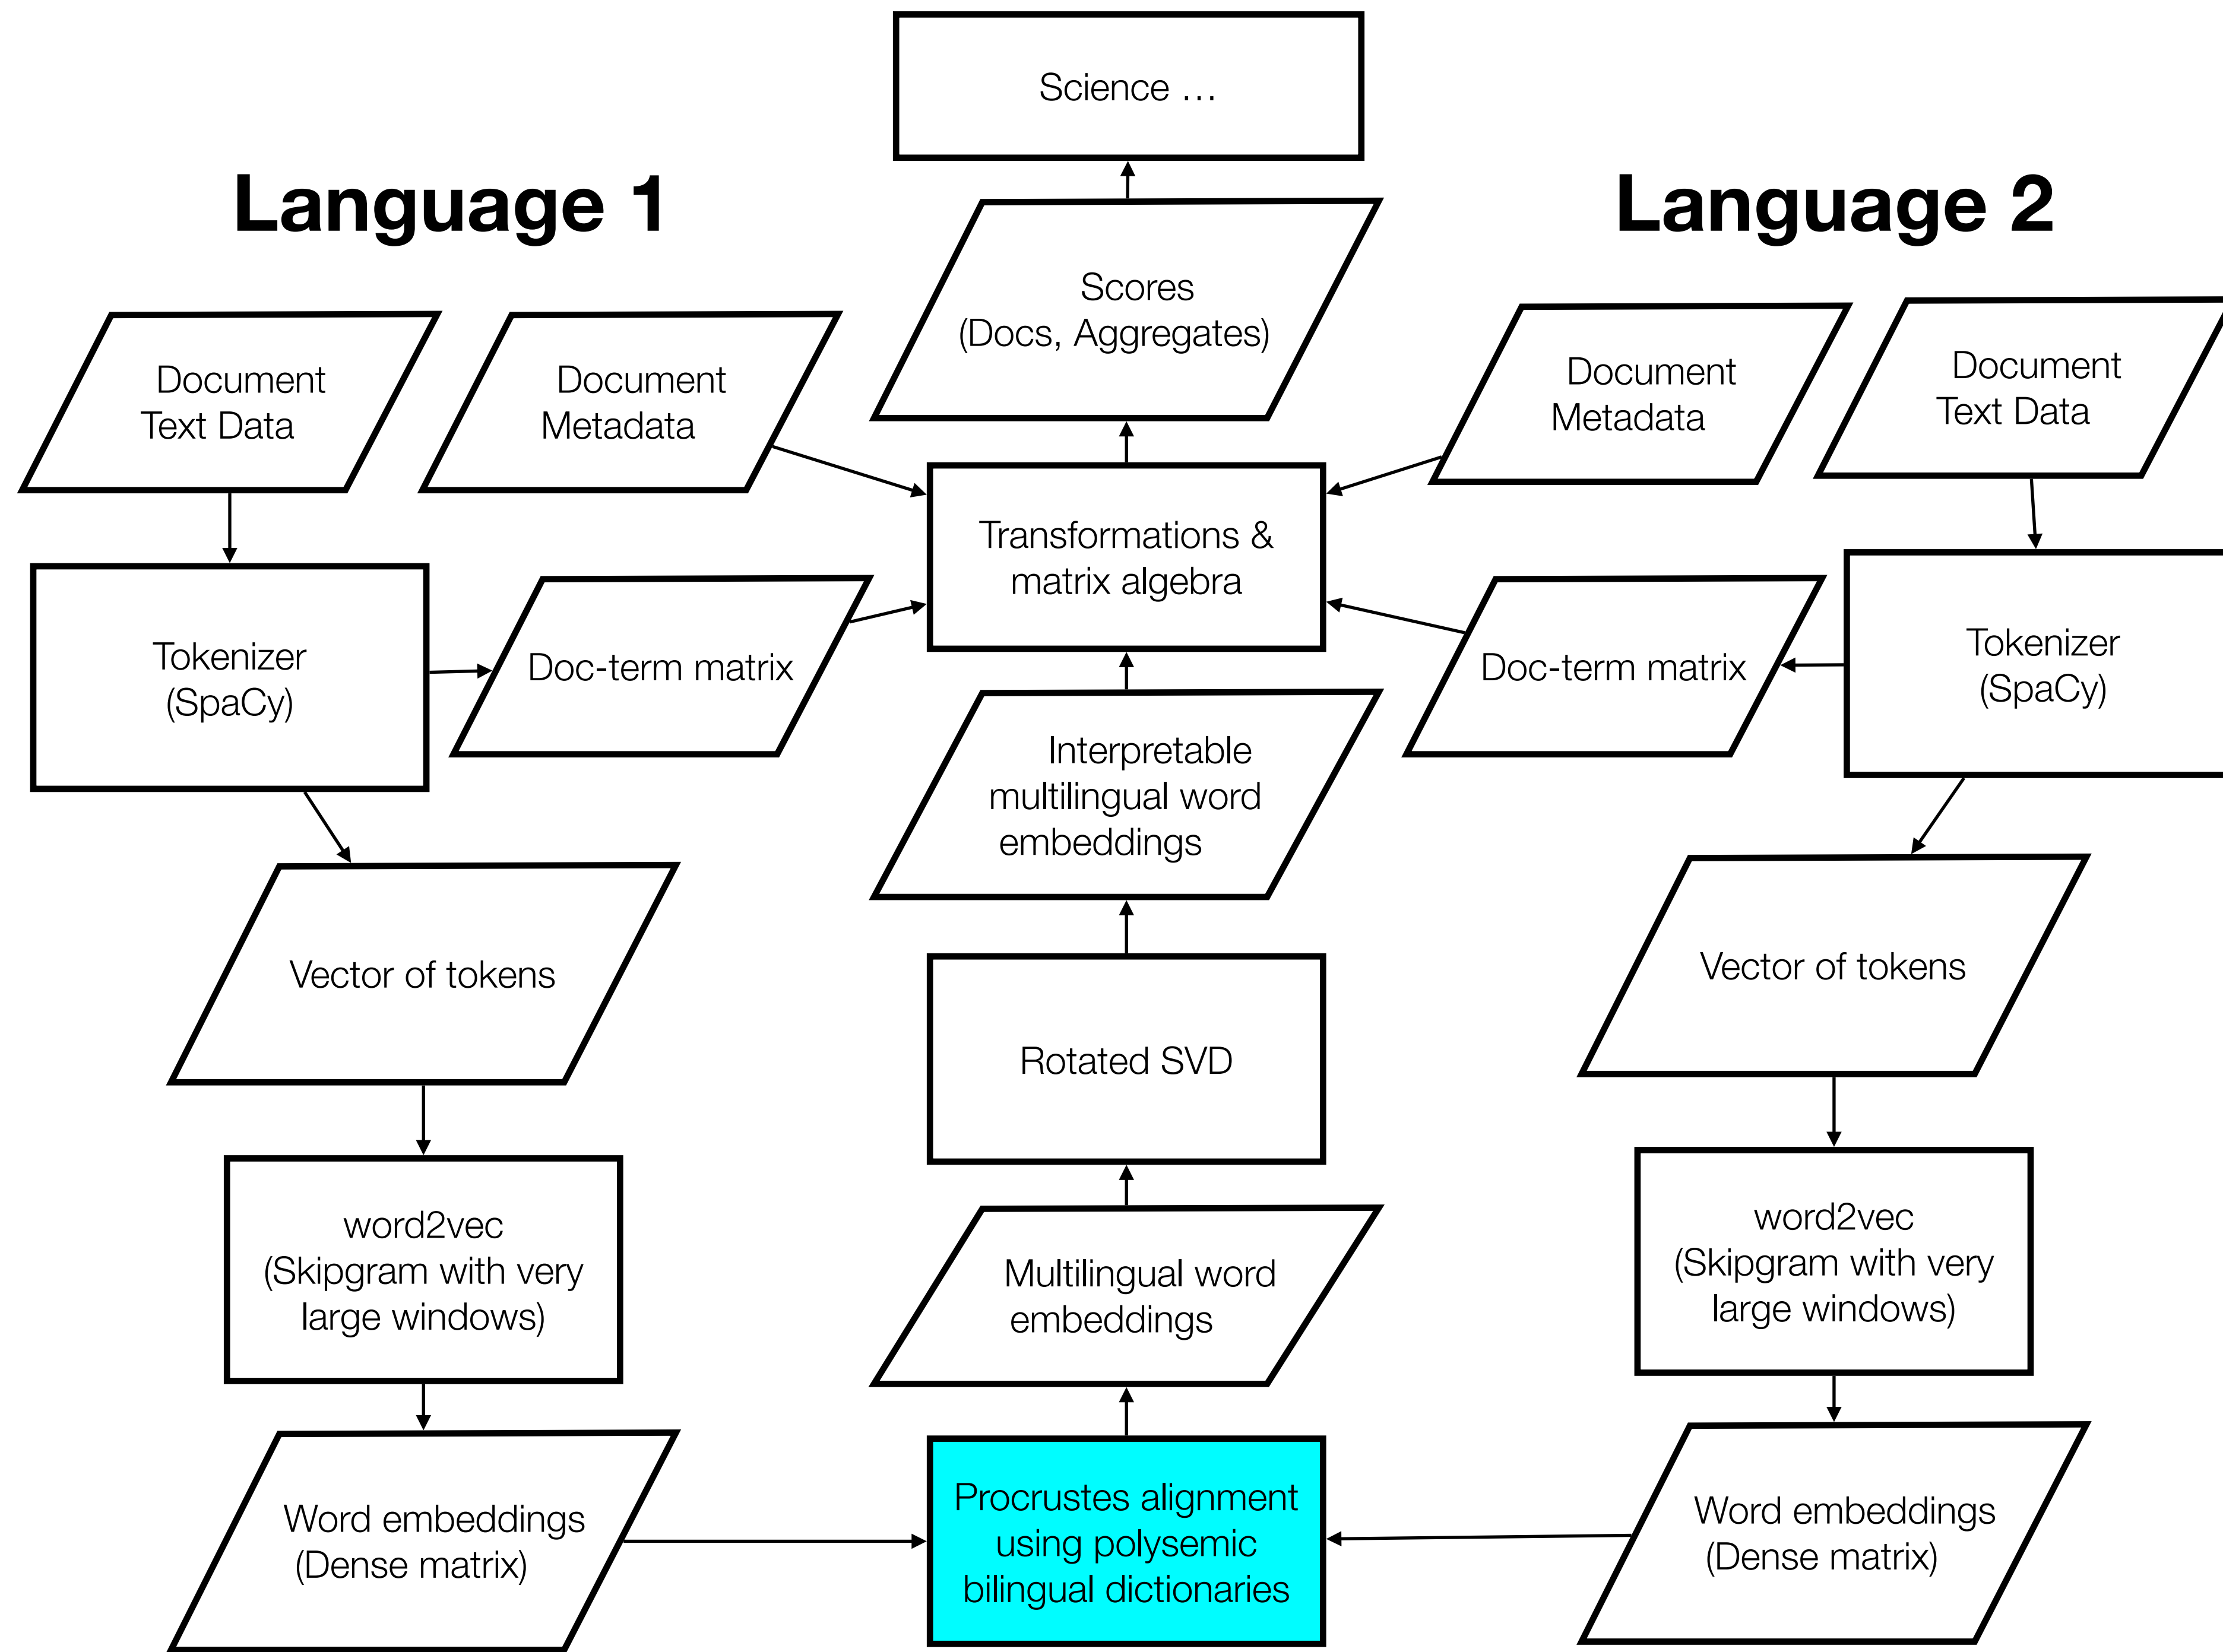 Science …
Language 1
Language 2
Scores
(Docs, Aggregates)
Document
Text Data
Document
Metadata
Document
Metadata
Document
Text Data
Transformations &
matrix algebra
Tokenizer
(SpaCy)
Doc-term matrix
Doc-term matrix
Tokenizer
(SpaCy)
Interpretable
multilingual word
embeddings
Vector of tokens
Vector of tokens
Rotated SVD
word2vec
(Skipgram with very
large windows)
Multilingual word
embeddings
word2vec
(Skipgram with very
large windows)
Word embeddings
(Dense matrix)
Procrustes alignment
using polysemic
bilingual dictionaries
Word embeddings
(Dense matrix)